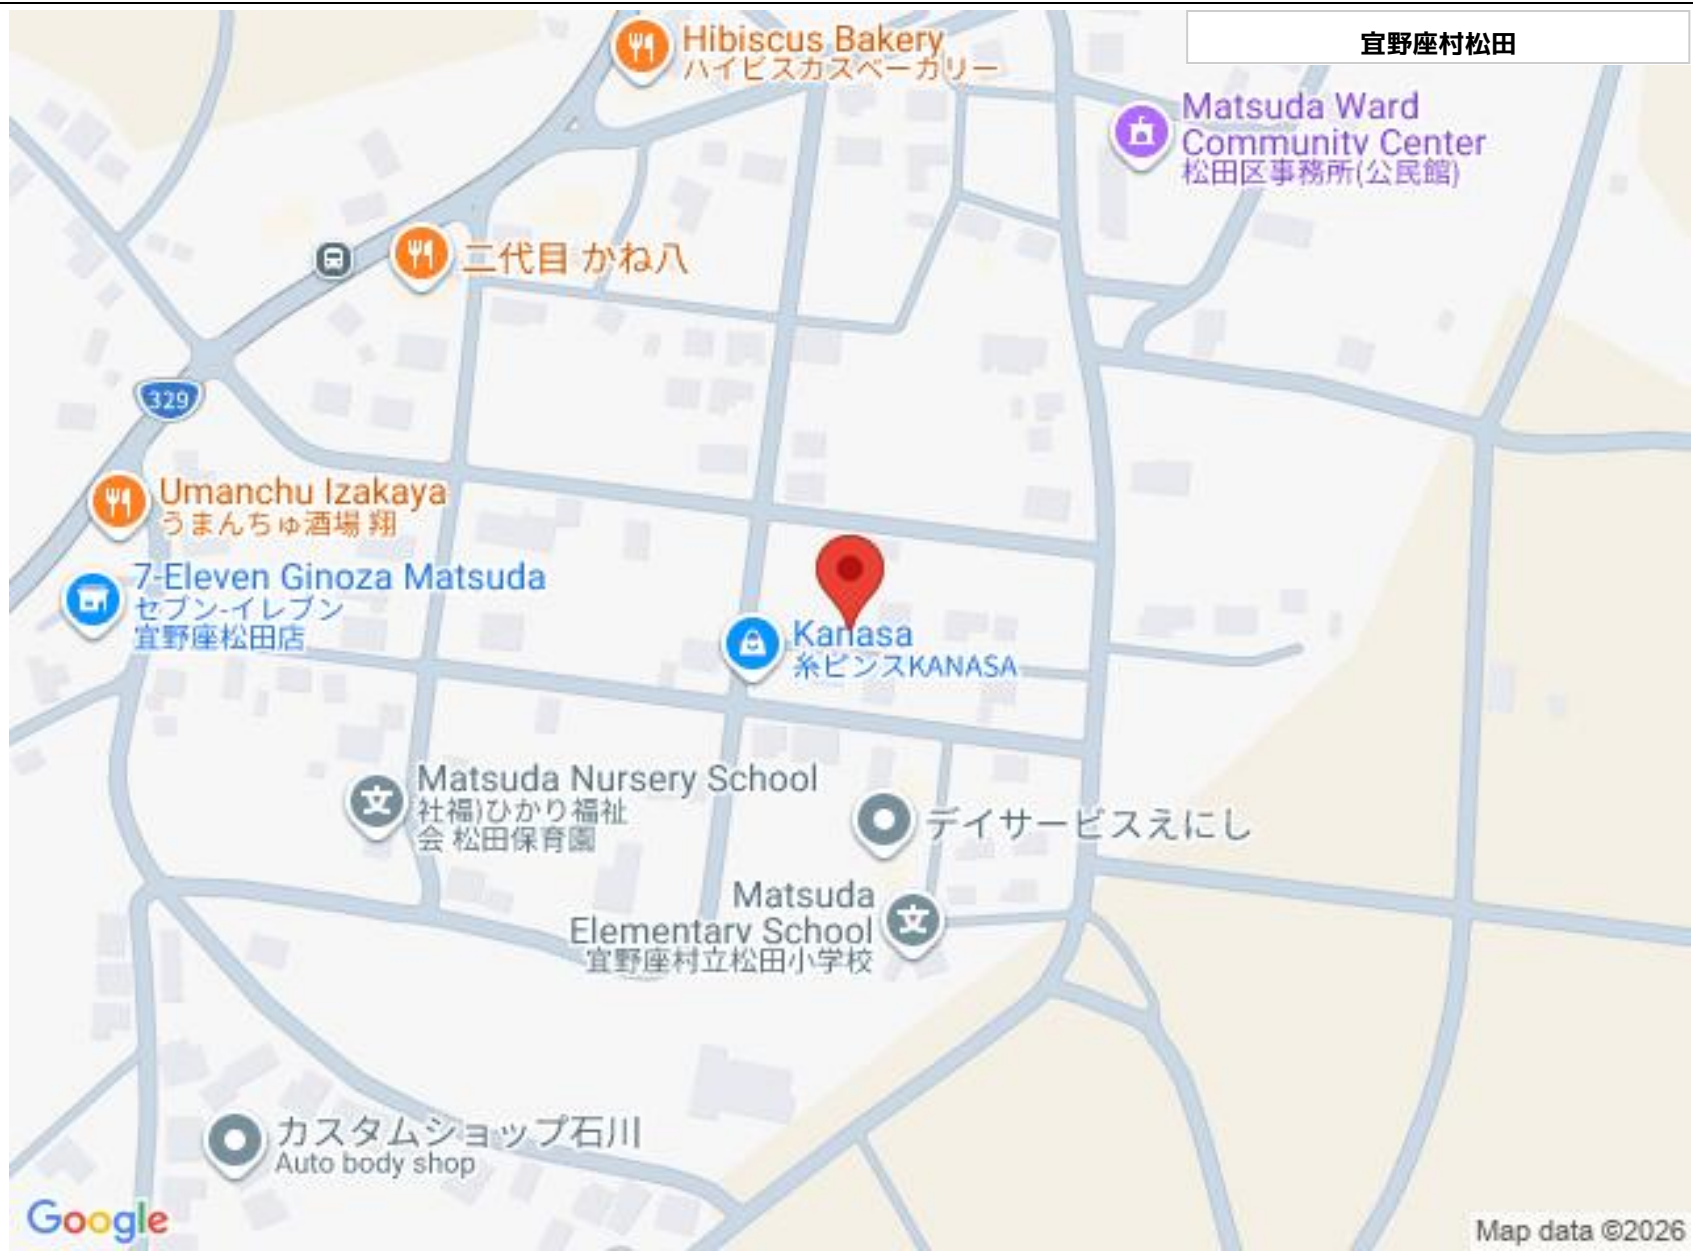 宜野座村松田
Hibiscus Bakery
ハイビスカスベーカリー
Matsuda Ward
Community Center
松田区事務所(公民館)
二代目 かね八
329
Umanchu Izakaya
うまんちゅ酒場 翔
7-Eleven Ginoza Matsuda
セブン-イレブン
宜野座松田店
Kanasa
糸ピンスKANASA
Matsuda Nursery School
社福)ひかり福祉
会 松田保育園
デイサービスえにし
Matsuda
Elementary School
宜野座村立松田小学校
カスタムショップ石川
Auto body shop
Google
Map data ©2026